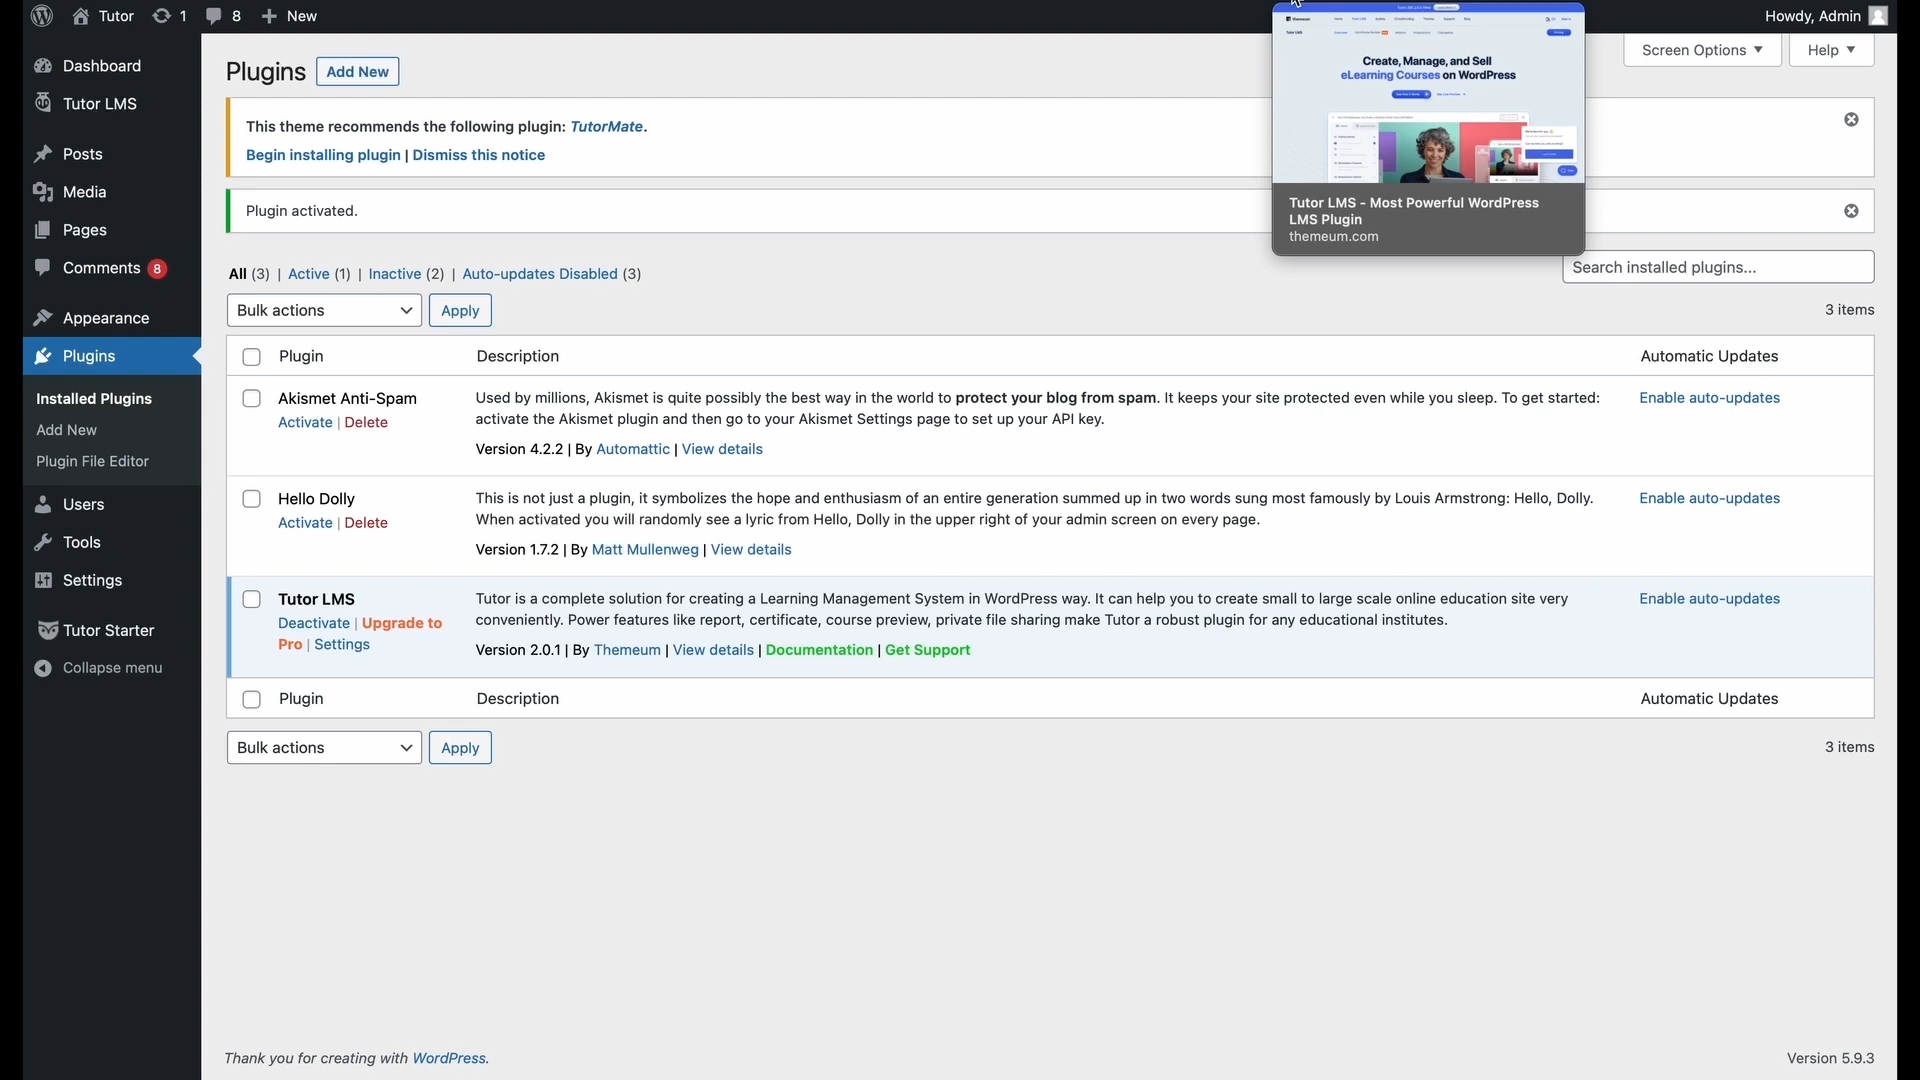 Tutor 1 8 New
Howdy, Admin
Dashboard
Tutor LMS
Posts
Media
Pages
Comments 8
Appearance
Plugins
Installed Plugins
Add New
Plugin File Editor
Users
Tools
Settings
Tutor Starter
Collapse menu
Screen Options
Help
Plugins Add New
This theme recommends the following plugin: TutorMate.
Begin installing plugin | Dismiss this notice
Plugin activated.
Create, Manage, and Sell
eLearning Courses on WordPress
Tutor LMS - Most Powerful WordPress
LMS Plugin
themeum.com
All (3) | Active (1) | Inactive (2) | Auto-updates Disabled (3)
Search installed plugins...
Bulk actions Apply
3 items
Plugin Description Automatic Updates
Akismet Anti-Spam
Activate | Delete
Used by millions, Akismet is quite possibly the best way in the world to protect your blog from spam. It keeps your site protected even while you sleep. To get started:
activate the Akismet plugin and then go to your Akismet Settings page to set up your API key.
Version 4.2.2 | By Automattic | View details
Enable auto-updates
Hello Dolly
Activate | Delete
This is not just a plugin, it symbolizes the hope and enthusiasm of an entire generation summed up in two words sung most famously by Louis Armstrong: Hello, Dolly.
When activated you will randomly see a lyric from Hello, Dolly in the upper right of your admin screen on every page.
Version 1.7.2 | By Matt Mullenweg | View details
Enable auto-updates
Tutor LMS
Deactivate | Upgrade to
Pro | Settings
Tutor is a complete solution for creating a Learning Management System in WordPress way. It can help you to create small to large scale online education site very
conveniently. Power features like report, certificate, course preview, private file sharing make Tutor a robust plugin for any educational institutes.
Version 2.0.1 | By Themeum | View details | Documentation | Get Support
Enable auto-updates
Plugin Description Automatic Updates
Bulk actions Apply
3 items
Thank you for creating with WordPress.
Version 5.9.3